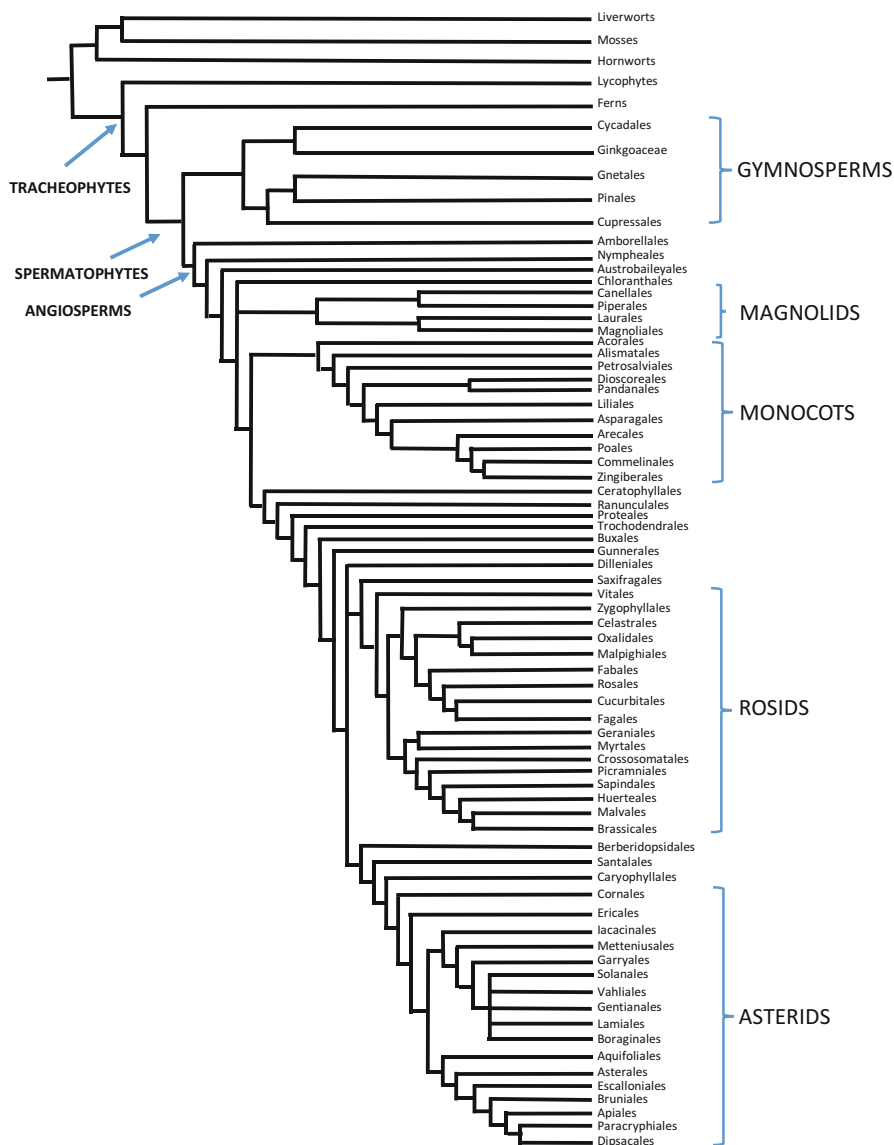 Liverworts
Mosses
Hornworts
Lycophytes
Ferns
Cycadales
Ginkgoaceae
GYMNOSPERMS
Gnetales
TRACHEOPHYTES
Pinales
Cupressales
Amborellales
Nympheales
SPERMATOPHYTES
Austrobaileyales
Chloranthales
Canellales
ANGIOSPERMS
Piperales
MAGNOLIDS
Laurales
Magnoliales
Acorales
Alismatales
Petrosalviales
Dioscoreales
Pandanales
Liliales
MONOCOTS
Asparagales
Arecales
Poales
Commelinales
Zingiberales
Ceratophyllales
Ranunculales
Proteales
Trochodendrales
Buxales
Gunnerales
Dilleniales
Saxifragales
Vitales
Zygophyllales
Celastrales
Oxalidales
Malpighiales
Fabales
Rosales
Cucurbitales
ROSIDS
Fagales
Geraniales
Myrtales
Crossosomatales
Picramniales
Sapindales
Huerteales
Malvales
Brassicales
Berberidopsidales
Santalales
Caryophyllales
Cornales
Ericales
Iacacinales
Metteniusales
Garryales
Solanales
Vahliales
Gentianales
ASTERIDS
Lamiales
Boraginales
Aquifoliales
Asterales
Escalloniales
Bruniales
Apiales
Paracryphiales
Dipsacales